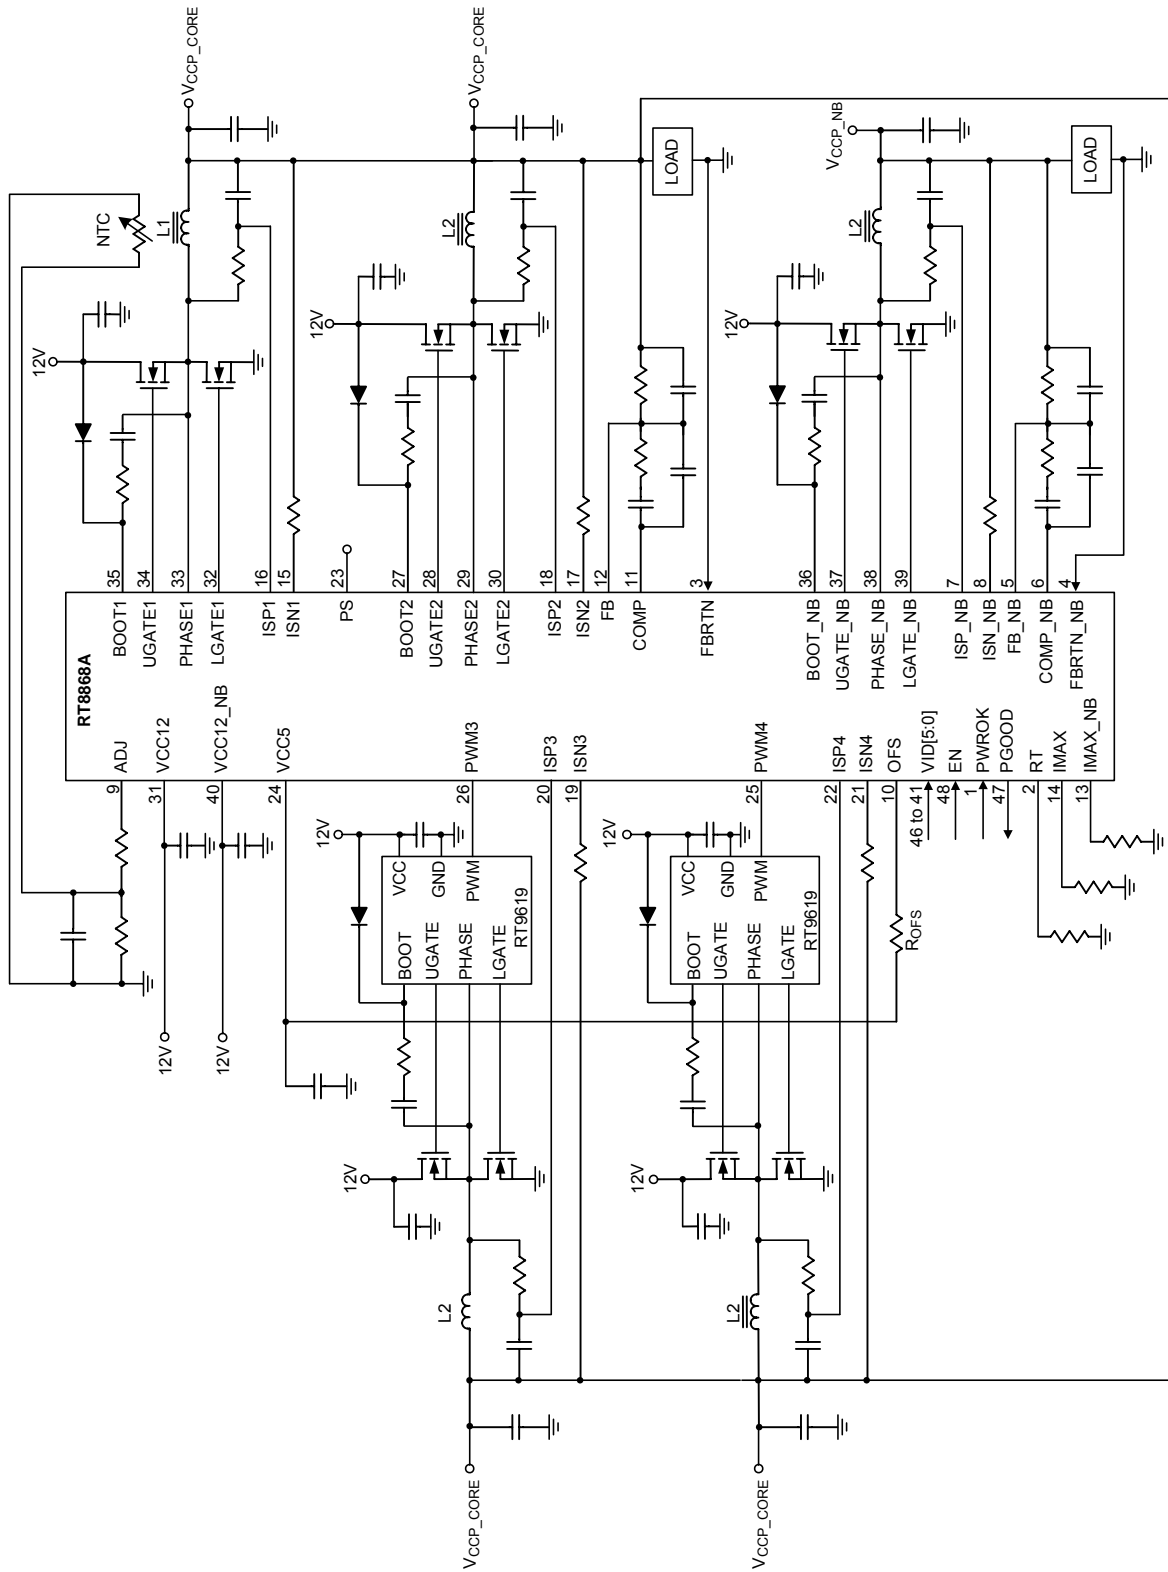 RT8868A
ADJ
9
VCC12
31
VCC12_NB
40
VCC5
24
PWM3
26
ISP3
20
ISN3
19
PWM4
25
ISP4
22
ISN4
21
OFS
10
VID[5:0]
46 to 41
EN
48
PWROK
1
PGOOD
47
RT
2
IMAX
14
IMAX_NB
13
BOOT1
35
UGATE1
34
PHASE1
33
LGATE1
32
ISP1
16
ISN1
15
PS
23
BOOT2
27
UGATE2
28
PHASE2
29
LGATE2
30
ISP2
18
ISN2
17
FB
12
COMP
11
FBRTN
3
BOOT_NB
36
UGATE_NB
37
PHASE_NB
38
LGATE_NB
39
ISP_NB
7
ISN_NB
8
FB_NB
5
COMP_NB
6
FBRTN_NB
4
12V
12V
12V
VCC
GND
PWM
BOOT
UGATE
PHASE
LGATE
RT9619
12V
L2
VCCP_CORE
12V
VCC
GND
PWM
BOOT
UGATE
PHASE
LGATE
RT9619
12V
L2
VCCP_CORE
ROFS
NTC
12V
L1
VCCP_CORE
12V
L2
VCCP_CORE
LOAD
12V
L2
VCCP_NB
LOAD